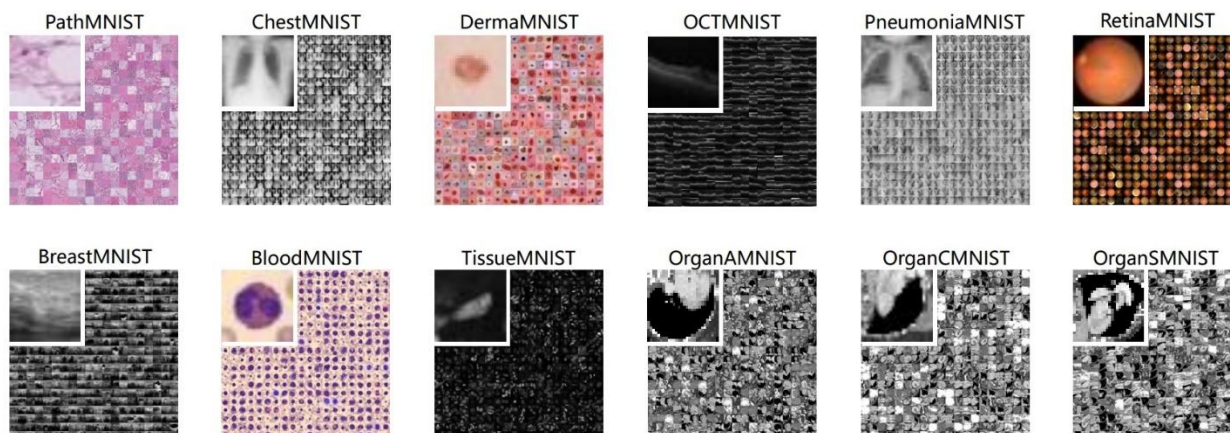 PathMNIST
ChestMNIST
DermaMNIST
OCTMNIST
PneumoniaMNIST
RetinaMNIST
BreastMNIST
BloodMNIST
TissueMNIST
OrganAMNIST
OrganCMNIST
OrganSMNIST